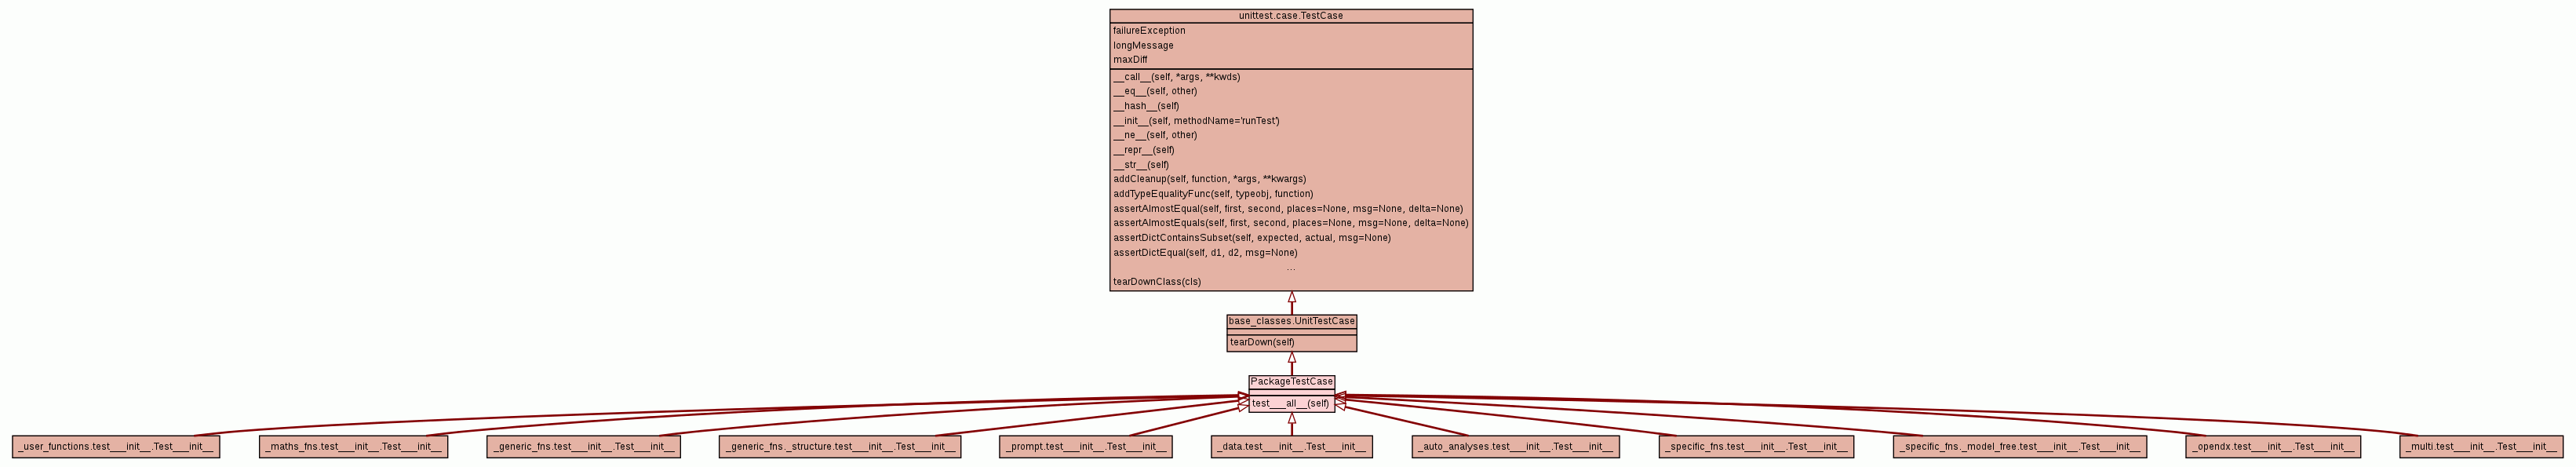 unittest.case.TestCase
failureException
longMessage
maxDiff
__call__(self, *args, **kwds)
__eq__(self, other)
__hash__(self)
__init__(self, methodName='runTest')
__ne__(self, other)
__repr__(self)
__str__(self)
addCleanup(self, function, *args, **kwargs)
addTypeEqualityFunc(self, typeobj, function)
assertAlmostEqual(self, first, second, places=None, msg=None, delta=None)
assertAlmostEquals(self, first, second, places=None, msg=None, delta=None)
assertDictContainsSubset(self, expected, actual, msg=None)
assertDictEqual(self, d1, d2, msg=None)
...
tearDownClass(cls)
base_classes.UnitTestCase
tearDown(self)
PackageTestCase
test___all__(self)
_user_functions.test___init__.Test___init__
_maths_fns.test___init__.Test___init__
_generic_fns.test___init__.Test___init__
_generic_fns._structure.test___init__.Test___init__
_prompt.test___init__.Test___init__
_data.test___init__.Test___init__
_auto_analyses.test___init__.Test___init__
_specific_fns.test___init__.Test___init__
_specific_fns._model_free.test___init__.Test___init__
_opendx.test___init__.Test___init__
_multi.test___init__.Test___init__